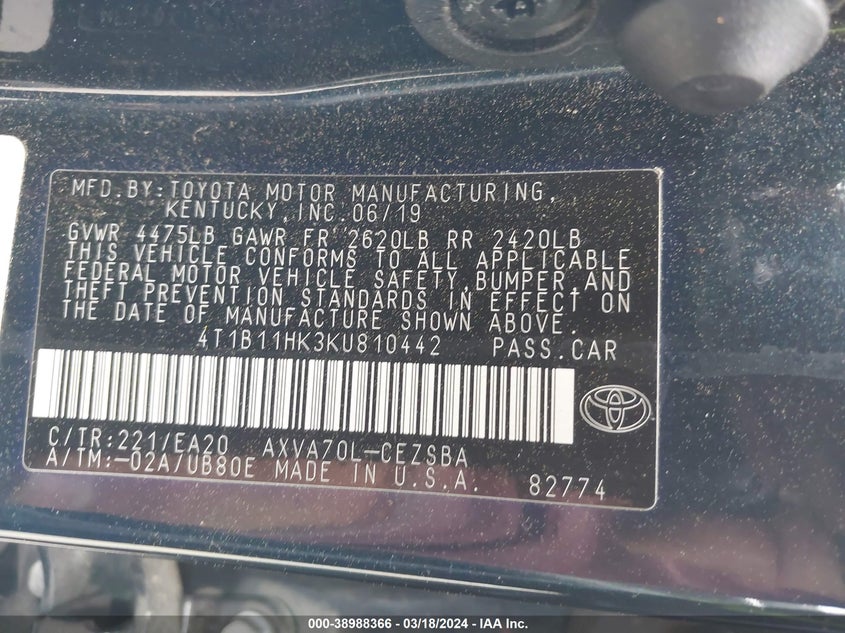 MFD.BY:TOYOTA MOTOR MANUFACTURING,
KENTUCKY,INC.06/19
GVWR 4475LB GAWR FR 2620LB RR 2420LB
THIS VEHICLE CONFORMS TO ALL APPLICABLE
FEDERAL MOTOR VEHICLE SAFETY,BUMPER,AND
THEFT PREVENTION STANDARDS IN EFFECT ON
THE DATE OF MANUFACTURE SHOWN ABOVE.
4T1B11HK3KU810442 PASS.CAR
C/TR:221/EA20 AXVA70L-CEZSBA
A/TM:-02A/UB80E MADE IN U.S.A. 82774
000-38988366 - 03/18/2024 - IAA Inc.